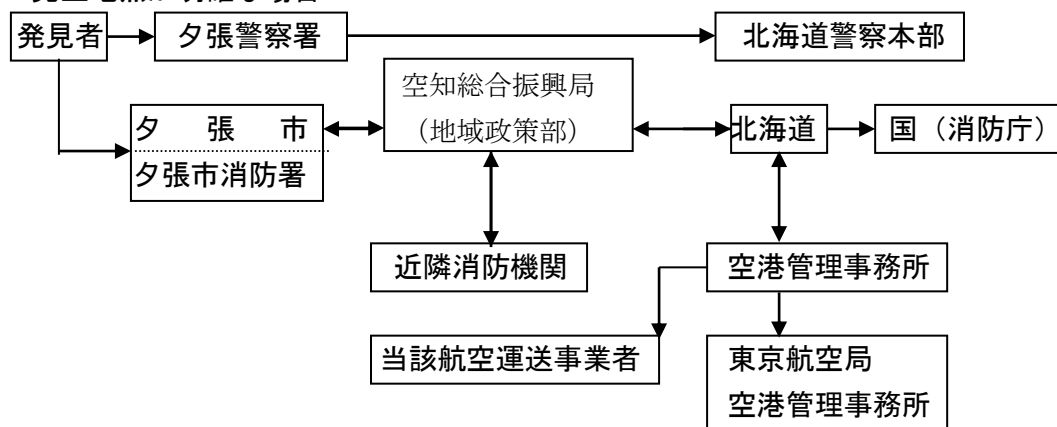 発見者
夕張警察署
北海道警察本部
空知総合振興局
（地域政策部）
夕　張　市
夕張市消防署
北海道
国（消防庁）
近隣消防機関
空港管理事務所
当該航空運送事業者
東京航空局
空港管理事務所